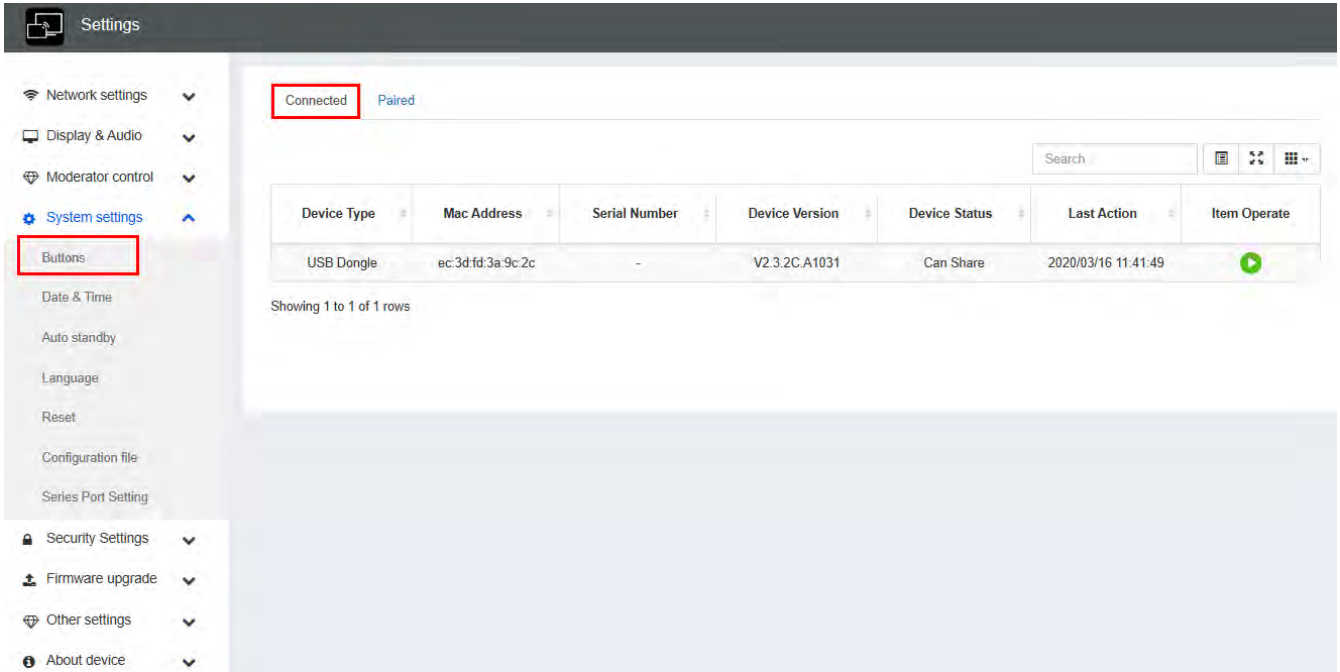 Settings
Network settings
Display & Audio
Moderator control
System settings
Buttons
Date & Time
Auto standby
Language
Reset
Configuration file
Series Port Setting
Security Settings
Firmware upgrade
Other settings
About device
Connected Paired
Search
Device Type Mac Address Serial Number Device Version Device Status Last Action Item Operate
USB Dongle ec:3d:fd:3a:9c:2c - V2.3.2C.A1031 Can Share 2020/03/16 11:41:49
Showing 1 to 1 of 1 rows